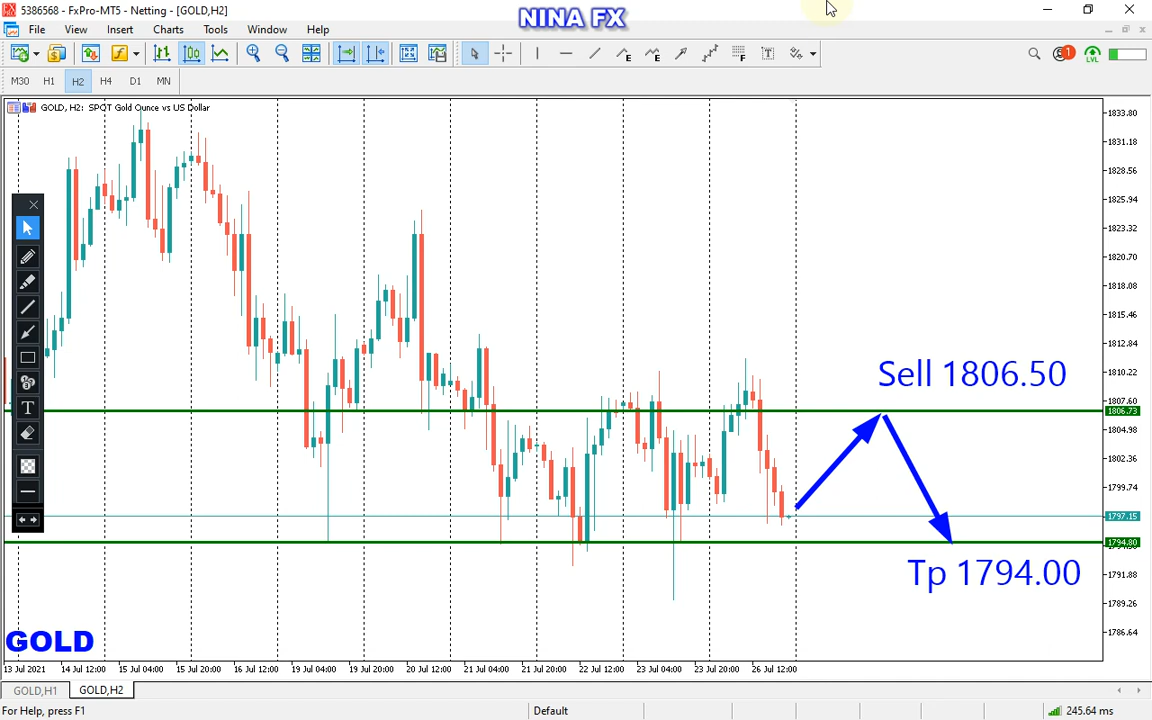 5386568 - FxPro-MT5 - Netting - [GOLD,H2]
NINA FX
File View Insert Charts Tools Window Help
1
LVL
M30 H1 H2 H4 D1 MN
GOLD, H2: SPOT Gold Ounce vs US Dollar
1833.80
1831.18
1828.56
1825.94
1823.32
1820.70
1818.08
1815.46
1812.84
1810.22
1807.60
1806.73
1804.98
1802.36
1799.74
1797.15
1794.80
1791.88
1789.26
1786.64
Sell 1806.50
Tp 1794.00
T
GOLD
13 Jul 2021 14 Jul 12:00 15 Jul 04:00 15 Jul 20:00 16 Jul 12:00 19 Jul 04:00 19 Jul 20:00 20 Jul 12:00 21 Jul 04:00 21 Jul 20:00 22 Jul 12:00 23 Jul 04:00 23 Jul 20:00 26 Jul 12:00
GOLD,H1 GOLD,H2
For Help, press F1 Default 245.64 ms